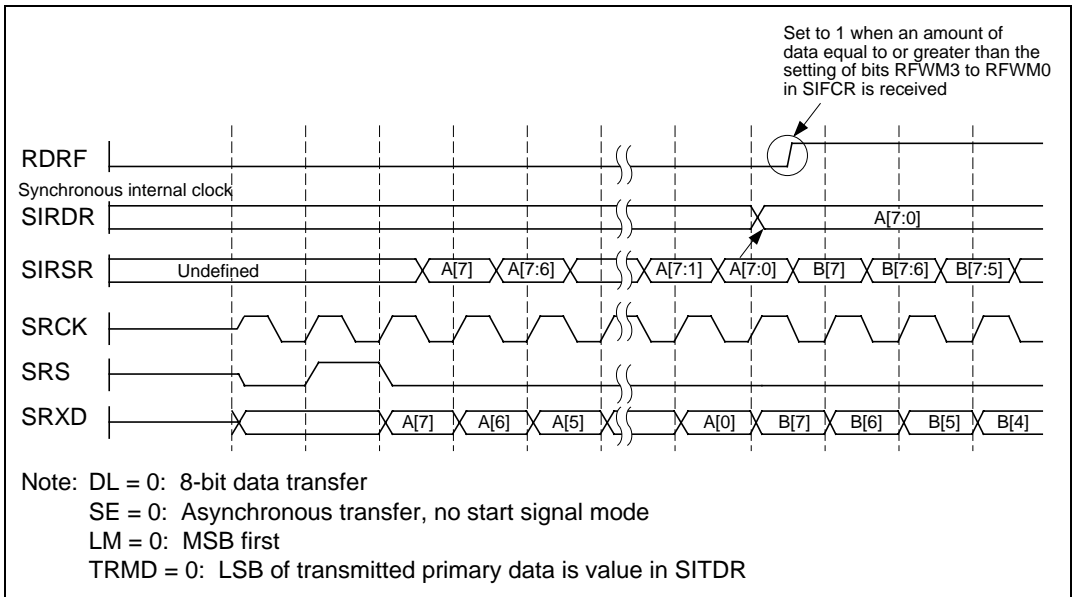 Set to 1 when an amount of
data equal to or greater than the
setting of bits RFWM3 to RFWM0
in SIFCR is received
RDRF
Synchronous internal clock
SIRDR A[7:0]
SIRSR Undefined A[7] A[7:6] A[7:1] A[7:0] B[7] B[7:6] B[7:5]
SRCK
SRS
SRXD A[7] A[6] A[5] A[0] B[7] B[6] B[5] B[4]
Note: DL = 0: 8-bit data transfer
SE = 0: Asynchronous transfer, no start signal mode
LM = 0: MSB first
TRMD = 0: LSB of transmitted primary data is value in SITDR